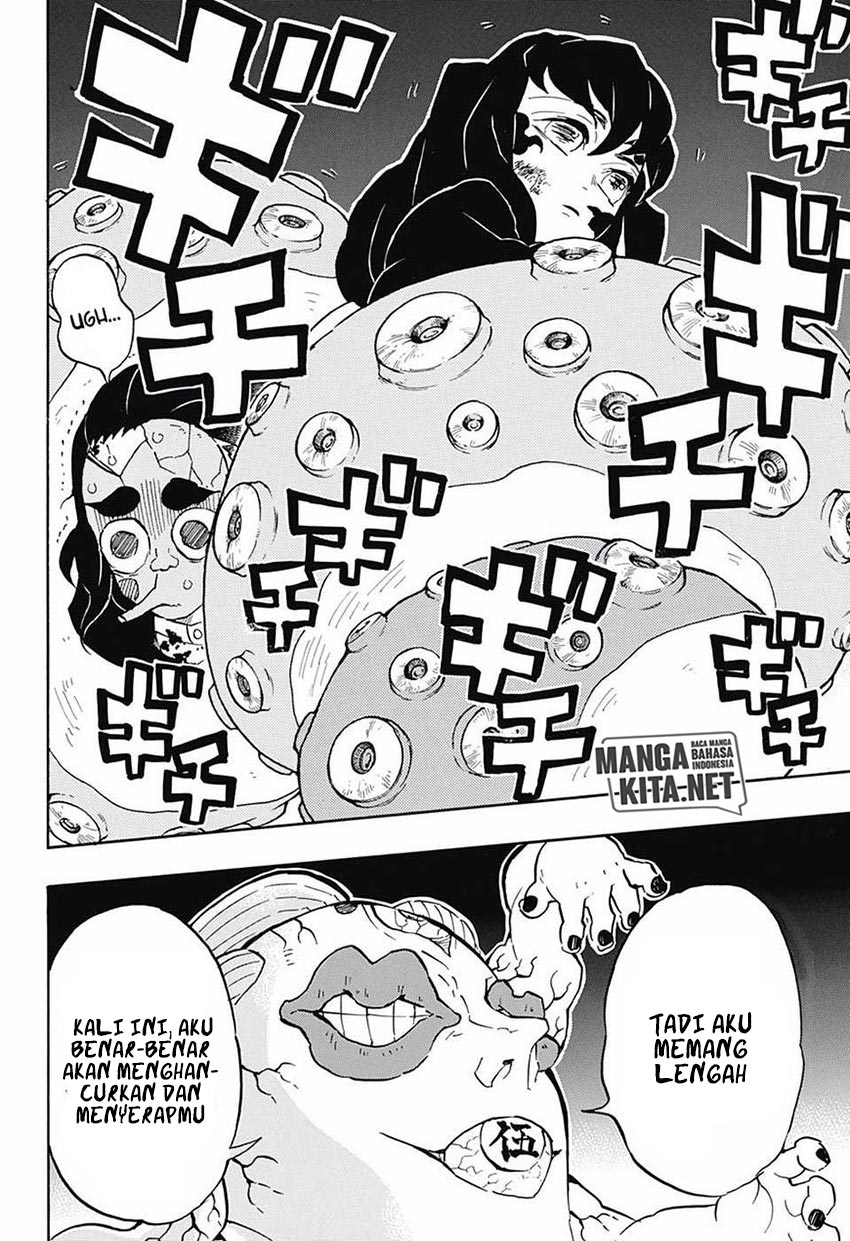 ギギ
ギチ
ギ
チ
ギ
チ
UGH...
ギ
チ
ギ
チ
ギ
チ
ギ
チ
MANGA
KITA.NET
BACA MANGA
BAHASA
INDONESIA
TADI AKU
MEMANG
LENGAH
KALI INI, AKU
BENAR-BENAR
AKAN MENGHAN-
CURKAN DAN
MENYERAPMU
伍